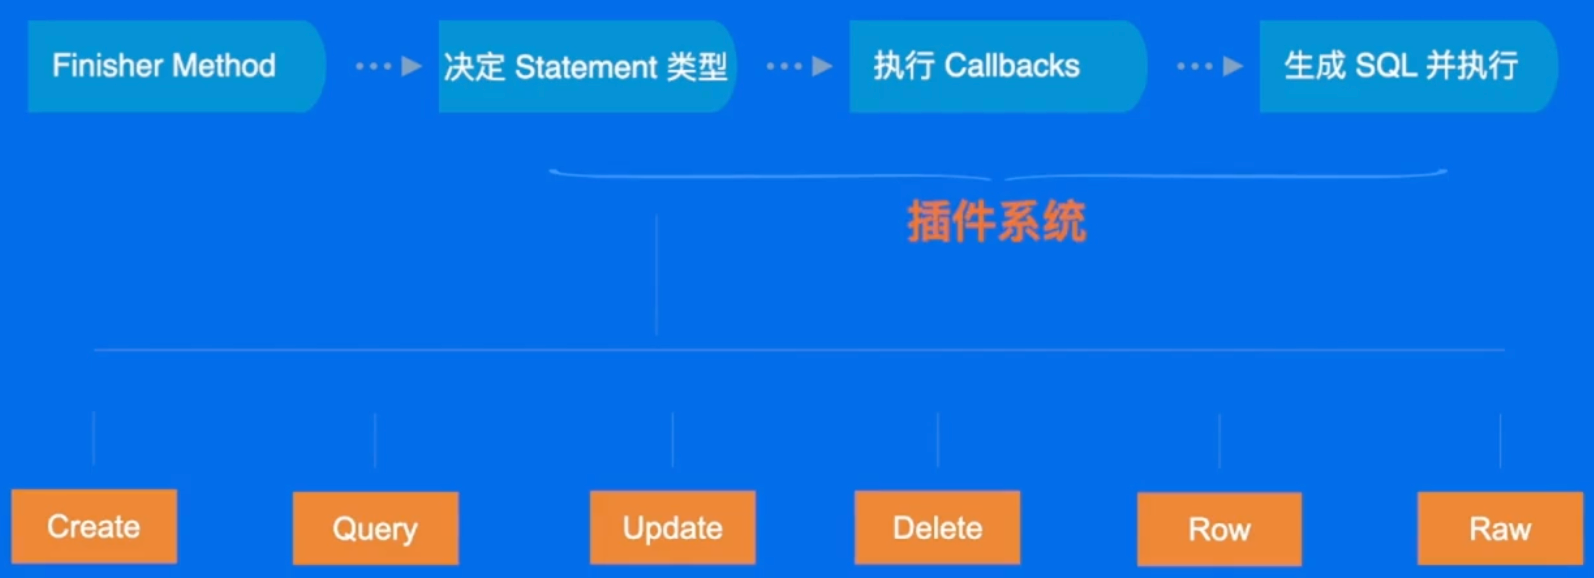 Finisher Method
决定 Statement 类型
执行 Callbacks
生成 SQL 并执行
插件系统
Create
Query
Update
Delete
Row
Raw